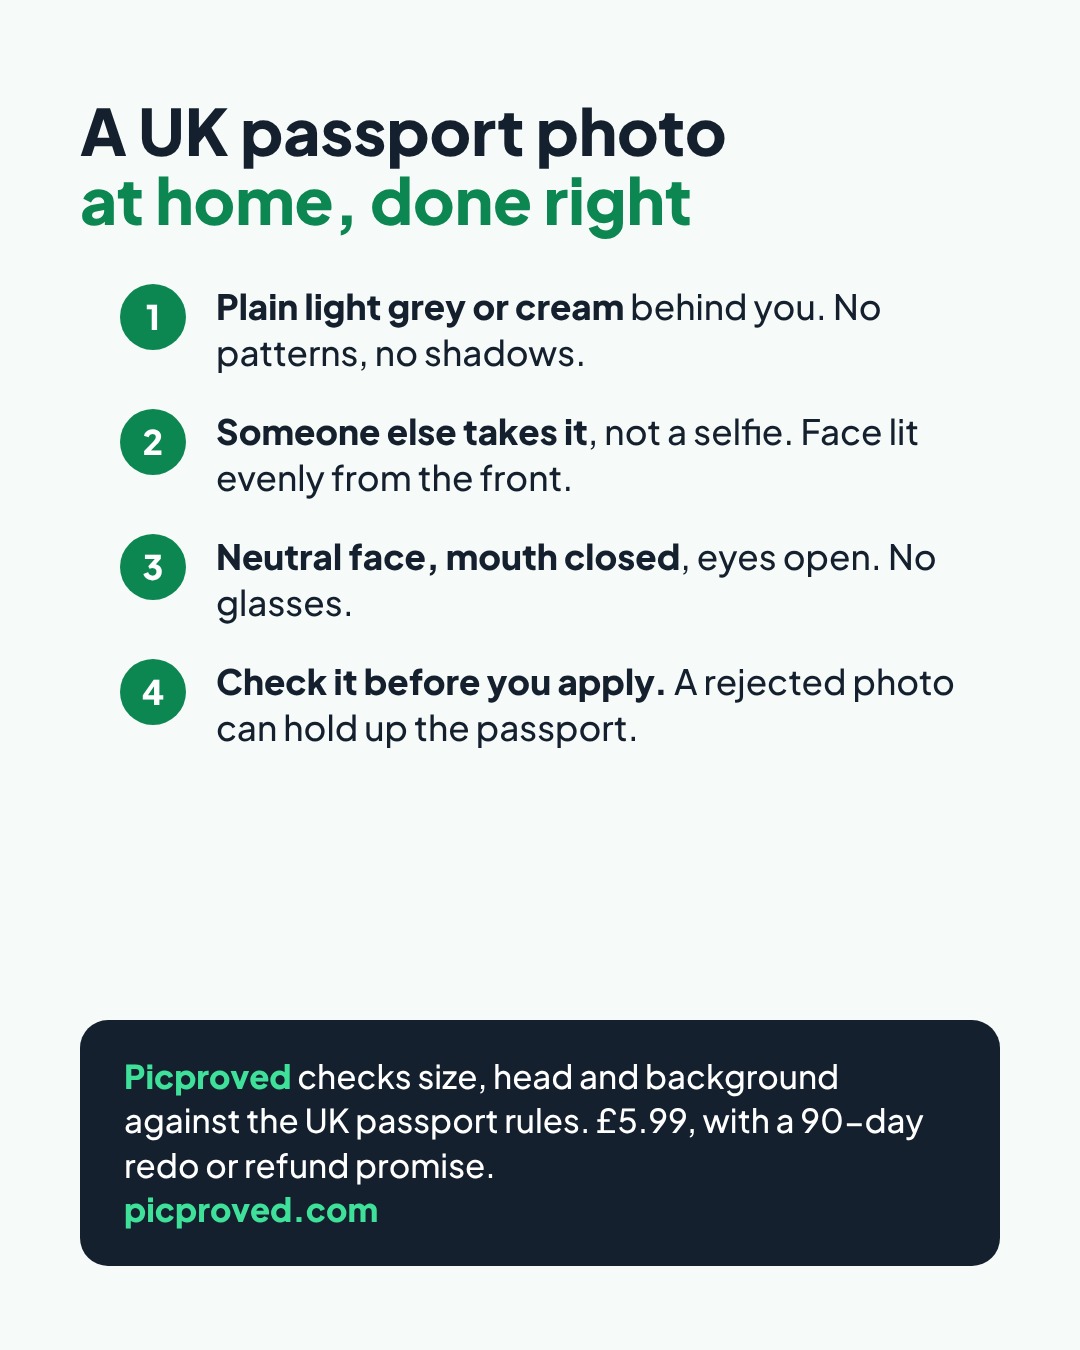 A UK passport photo
at home, done right
1
Plain light grey or cream behind you. No
patterns, no shadows.
2
Someone else takes it, not a selfie. Face lit
evenly from the front.
3
Neutral face, mouth closed, eyes open. No
glasses.
4
Check it before you apply. A rejected photo
can hold up the passport.
Picproved checks size, head and background
against the UK passport rules. £5.99, with a 90-day
redo or refund promise.
picproved.com